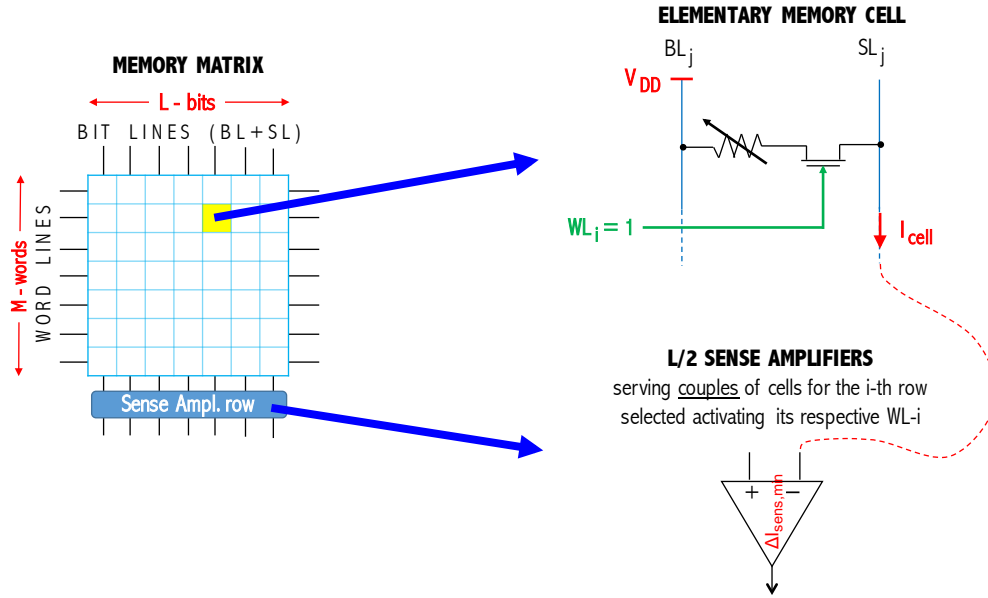 MEMORY MATRIX
L - bits
BIT LINES (BL+SL)
M - words
WORD LINES
Sense Ampl. row
ELEMENTARY MEMORY CELL
BLj
SLj
VDD
WLi = 1
Icell
L/2 SENSE AMPLIFIERS
serving couples of cells for the i-th row
selected activating its respective WL-i
+ −
ΔIsens,min